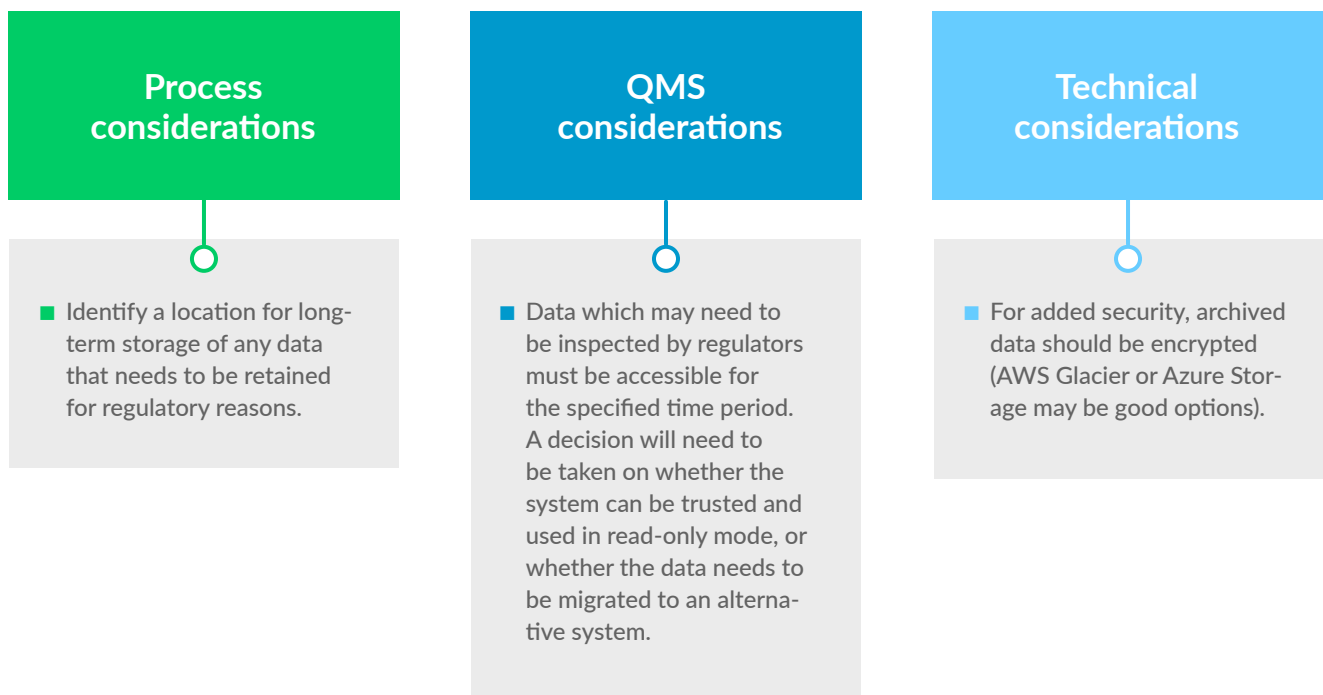 Process
considerations
Identify a location for long-
term storage of any data
that needs to be retained
for regulatory reasons.
QMS
considerations
Data which may need to
be inspected by regulators
must be accessible for
the specified time period.
A decision will need to
be taken on whether the
system can be trusted and
used in read-only mode, or
whether the data needs to
be migrated to an alterna-
tive system.
Technical
considerations
For added security, archived
data should be encrypted
(AWS Glacier or Azure Stor-
age may be good options).